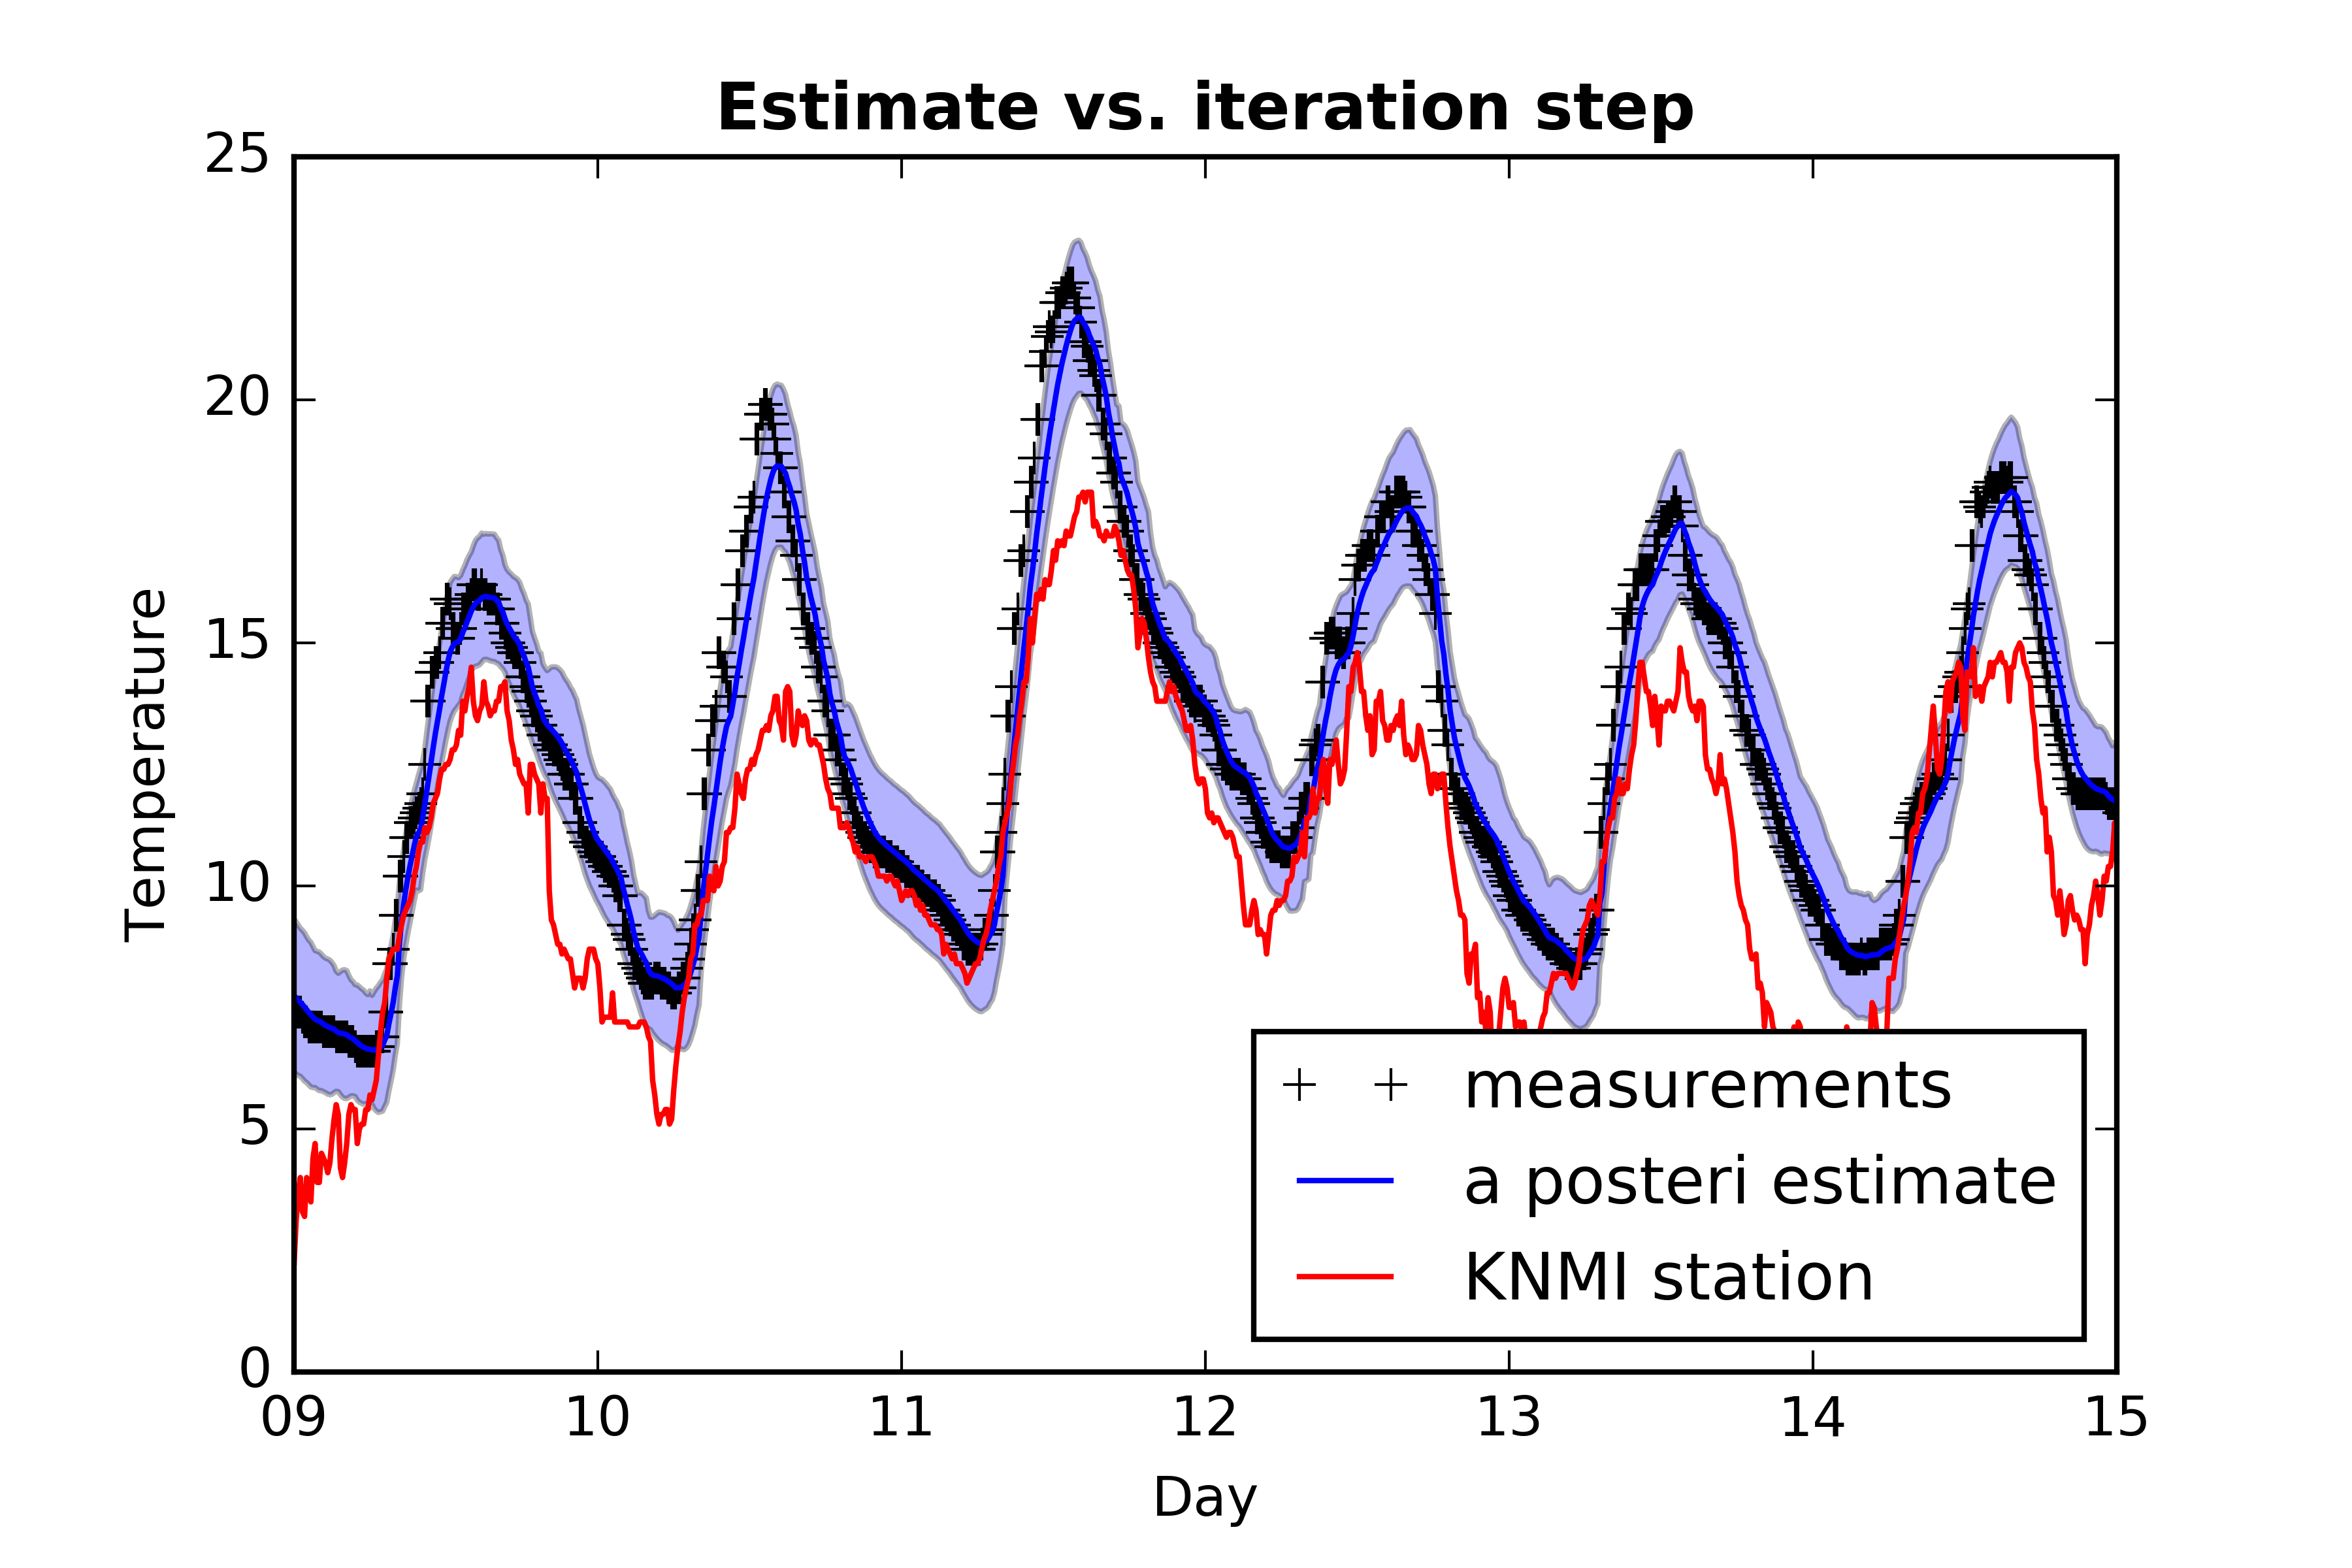 Estimate vs. iteration step
25
20
15
10
5
0
Temperature
09 10 11 12 13 14 15
Day
measurements
a posteri estimate
KNMI station